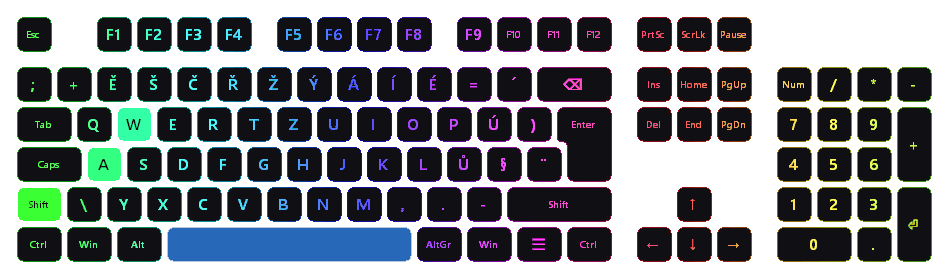 Esc F1 F2 F3 F4 F5 F6 F7 F8 F9 F10 F11 F12 PrtSc ScrLk Pause
; + Ě Š Č Ř Ž Ý Á Í É = ´ ⌫ Ins Home PgUp Num / * -
Tab Q W E R T Z U I O P Ú ) Enter Del End PgDn 7 8 9 +
Caps A S D F G H J K L Ů § ¨ 4 5 6
Shift \ Y X C V B N M , . - Shift ↑ 1 2 3 ⏎
Ctrl Win Alt AltGr Win ☰ Ctrl ← ↓ → 0 .